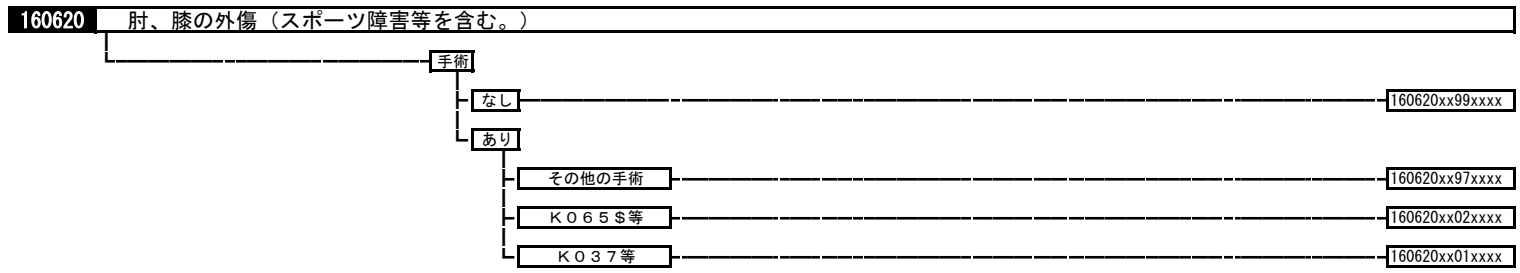 160620 肘、膝の外傷（スポーツ障害等を含む。）
手術
なし 160620xx99xxxx
あり
その他の手術 160620xx97xxxx
Ｋ０６５＄等 160620xx02xxxx
Ｋ０３７等 160620xx01xxxx